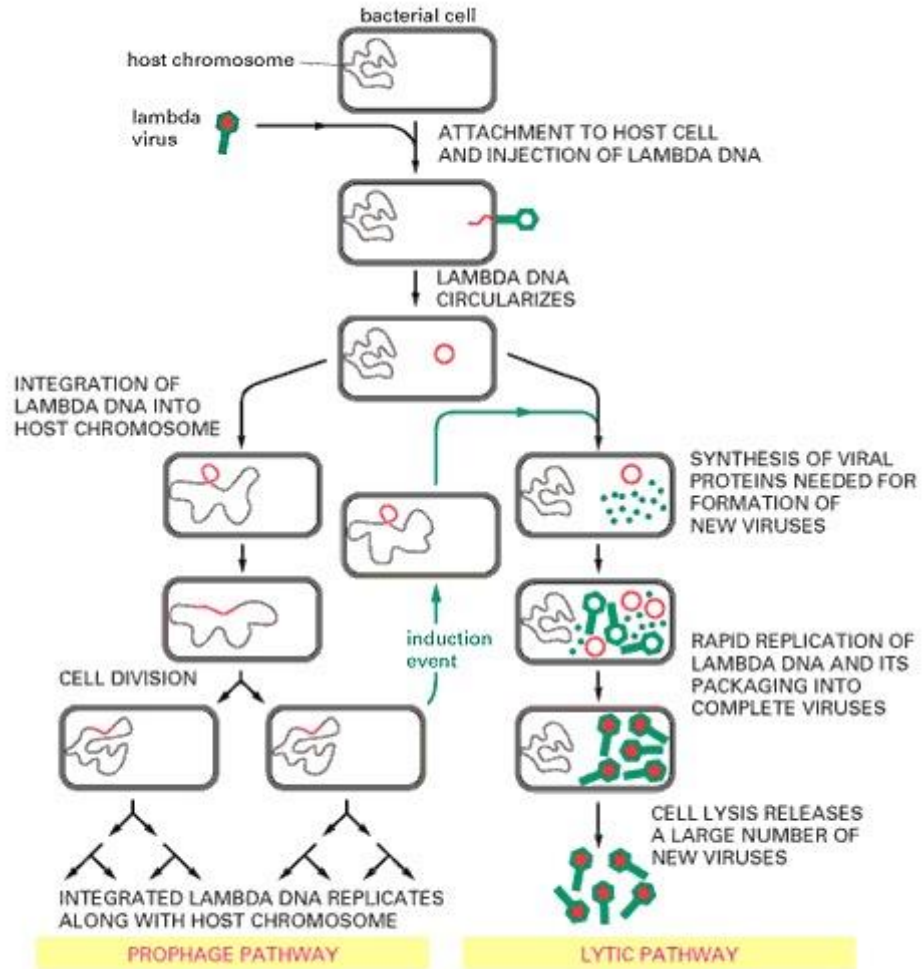 bacterial cell
host chromosome
lambda
virus
ATTACHMENT TO HOST CELL
AND INJECTION OF LAMBDA DNA
LAMBDA DNA
CIRCULARIZES
INTEGRATION OF
LAMBDA DNA INTO
HOST CHROMOSOME
SYNTHESIS OF VIRAL
PROTEINS NEEDED FOR
FORMATION OF
NEW VIRUSES
induction
event
RAPID REPLICATION OF
LAMBDA DNA AND ITS
PACKAGING INTO
COMPLETE VIRUSES
CELL DIVISION
CELL LYSIS RELEASES
A LARGE NUMBER OF
NEW VIRUSES
INTEGRATED LAMBDA DNA REPLICATES
ALONG WITH HOST CHROMOSOME
PROPHAGE PATHWAY
LYTIC PATHWAY